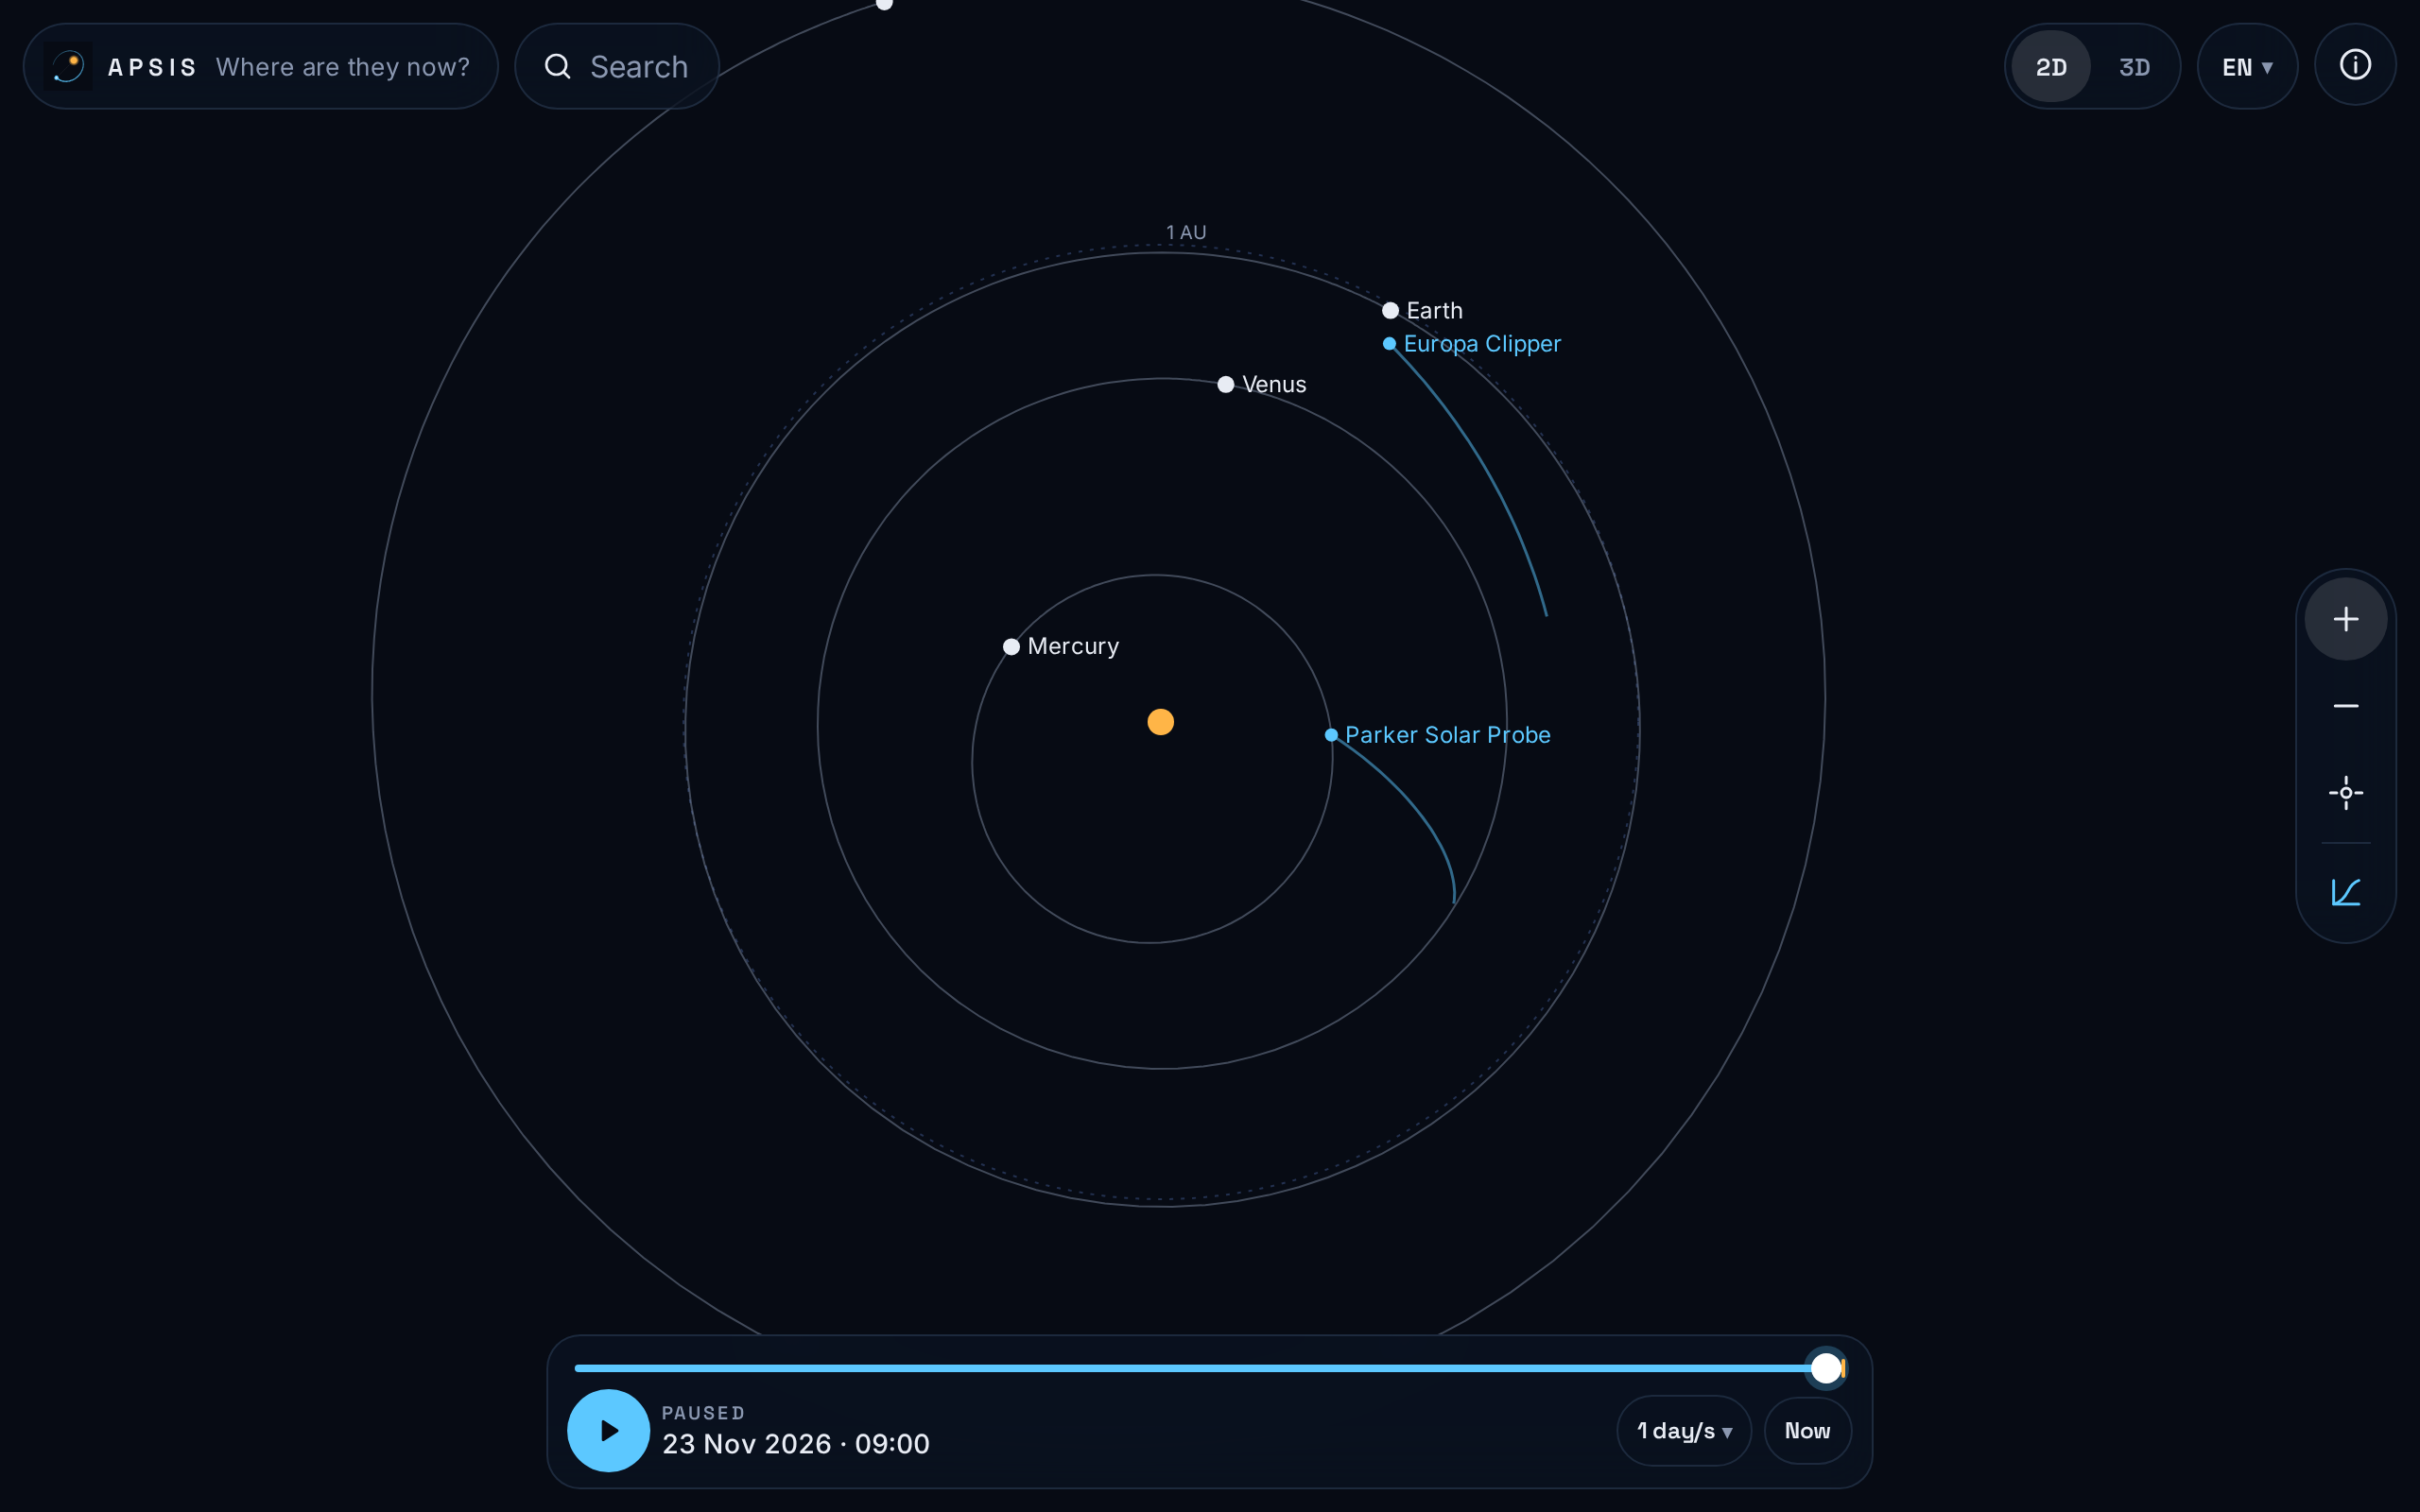 APSIS Where are they now?
Search
2D 3D
EN
1 AU
Earth
Europa Clipper
Venus
Mercury
Parker Solar Probe
PAUSED
23 Nov 2026 · 09:00
1 day/s
Now